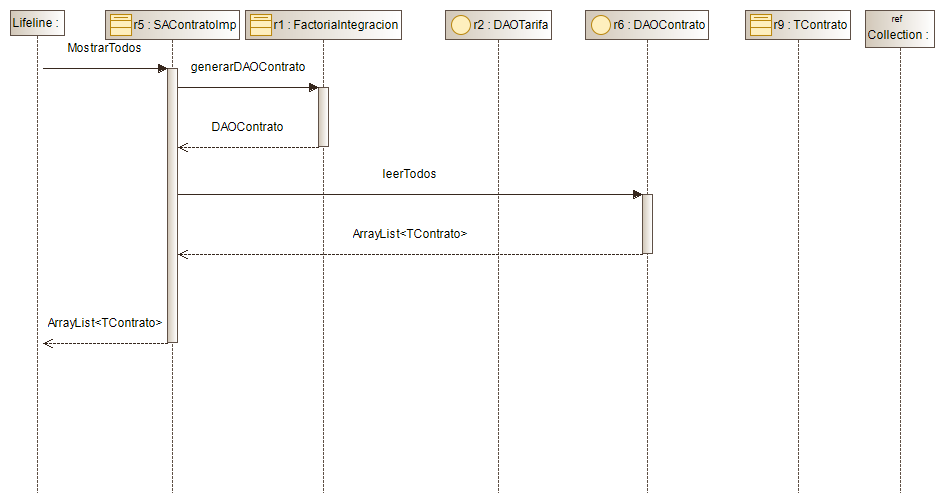 Lifeline :
r5 : SAContratoImp
r1 : FactoriaIntegracion
r2 : DAOTarifa
r6 : DAOContrato
r9 : TContrato
ref
Collection :
MostrarTodos
generarDAOContrato
DAOContrato
leerTodos
ArrayList<TContrato>
ArrayList<TContrato>